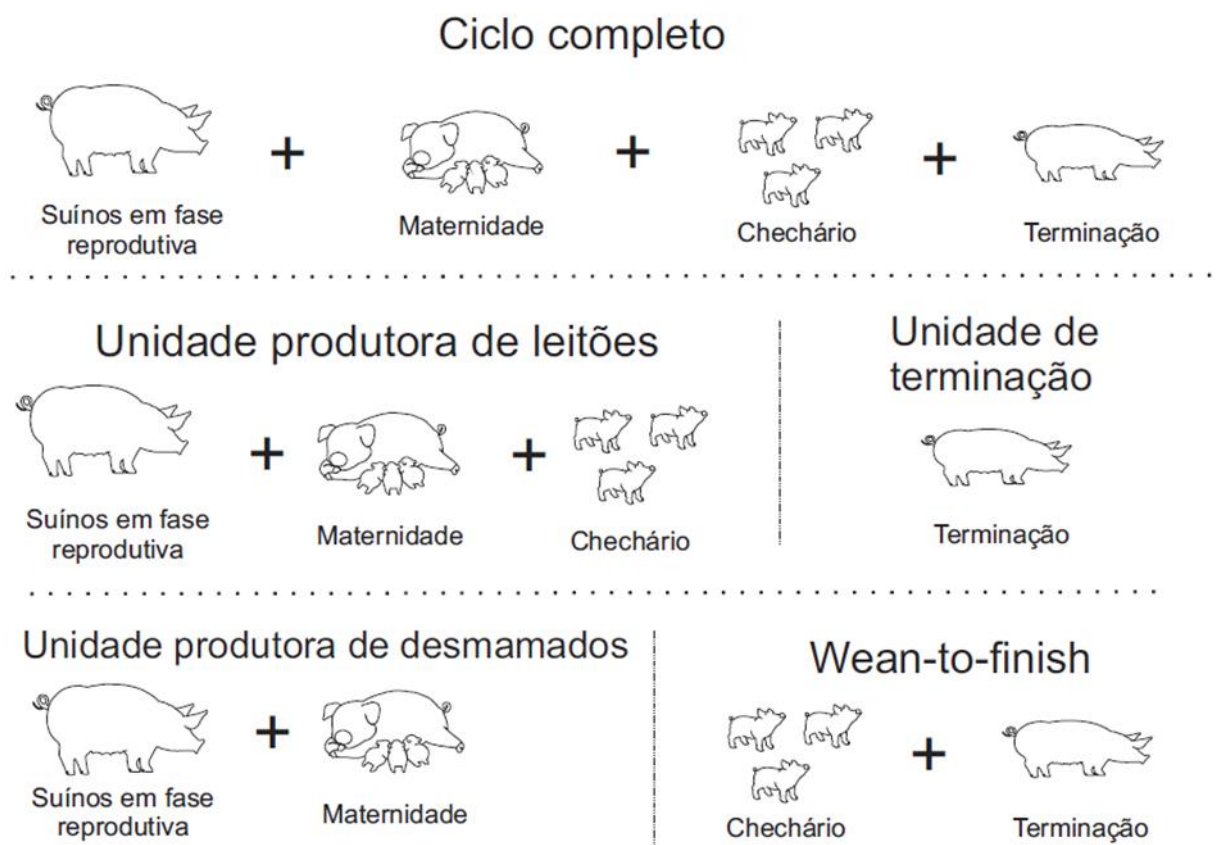 Ciclo completo
+ + +
Suínos em fase
reprodutiva
Maternidade
Chechário
Terminação
Unidade produtora de leitões
+ +
Suínos em fase
reprodutiva
Maternidade
Chechário
Unidade de
terminação
Terminação
Unidade produtora de desmamados
+
Suínos em fase
reprodutiva
Maternidade
Wean-to-finish
+
Chechário
Terminação